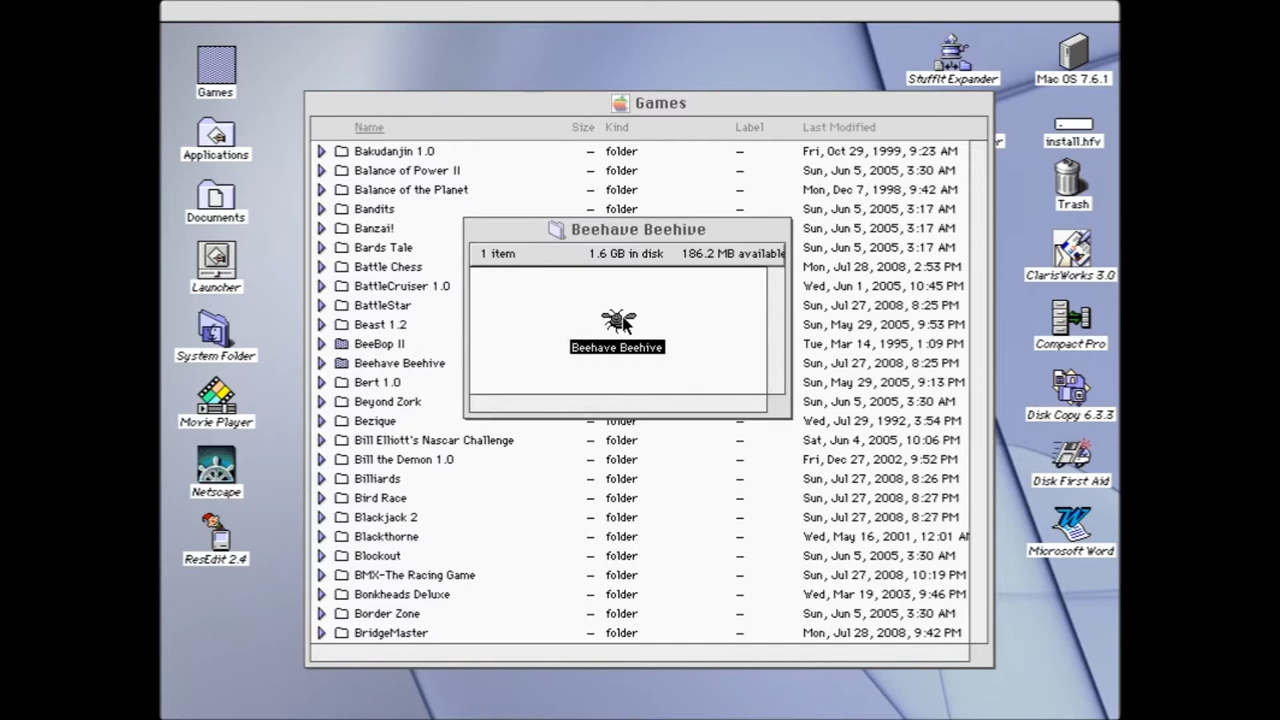 Games
Applications
Documents
Launcher
System Folder
Movie Player
Netscape
ResEdit 2.4
Games
Name Size Kind Label Last Modified
Bakudanjin 1.0 – folder – Fri, Oct 29, 1999, 9:23 AM
Balance of Power II – folder – Sun, Jun 5, 2005, 3:30 AM
Balance of the Planet – folder – Mon, Dec 7, 1998, 9:42 AM
Bandits – folder – Sun, Jun 5, 2005, 3:17 AM
Banzai! Sun, Jun 5, 2005, 3:17 AM
Bards Tale Sun, Jun 5, 2005, 3:17 AM
Battle Chess Mon, Jul 28, 2008, 2:53 PM
BattleCruiser 1.0 Wed, Jun 1, 2005, 10:45 PM
BattleStar Sun, Jul 27, 2008, 8:25 PM
Beast 1.2 Sun, May 29, 2005, 9:53 PM
BeeBop II Tue, Mar 14, 1995, 1:09 PM
Beehave Beehive Sun, Jul 27, 2008, 8:25 PM
Bert 1.0 Sun, May 29, 2005, 9:13 PM
Beyond Zork Sun, Jun 5, 2005, 3:30 AM
Bezique – folder – Wed, Jul 29, 1992, 3:54 PM
Bill Elliott's Nascar Challenge – folder – Sat, Jun 4, 2005, 10:06 PM
Bill the Demon 1.0 – folder – Fri, Dec 27, 2002, 9:52 PM
Billiards – folder – Sun, Jul 27, 2008, 8:26 PM
Bird Race – folder – Sun, Jul 27, 2008, 8:27 PM
Blackjack 2 – folder – Sun, Jul 27, 2008, 8:27 PM
Blackthorne – folder – Wed, May 16, 2001, 12:01 AM
Blockout – folder – Sun, Jun 5, 2005, 3:30 AM
BMX-The Racing Game – folder – Sun, Jul 27, 2008, 10:19 PM
Bonkheads Deluxe – folder – Wed, Mar 19, 2003, 9:46 PM
Border Zone – folder – Sun, Jun 5, 2005, 3:30 AM
BridgeMaster – folder – Mon, Jul 28, 2008, 9:42 PM
Beehave Beehive
1 item 1.6 GB in disk 186.2 MB available
Beehave Beehive
StuffIt Expander
Mac OS 7.6.1
install.hfv
Trash
ClarisWorks 3.0
Compact Pro
Disk Copy 6.3.3
Disk First Aid
Microsoft Word